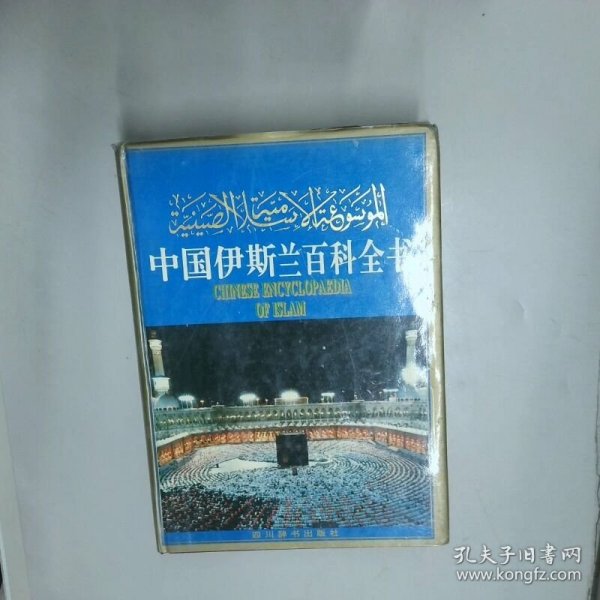 الموسوعة الإسلامية الصينية
中国伊斯兰百科全书
CHINESE ENCYCLOPAEDIA
OF ISLAM
四川辞书出版社
孔夫子旧书网
www.kongfz.com